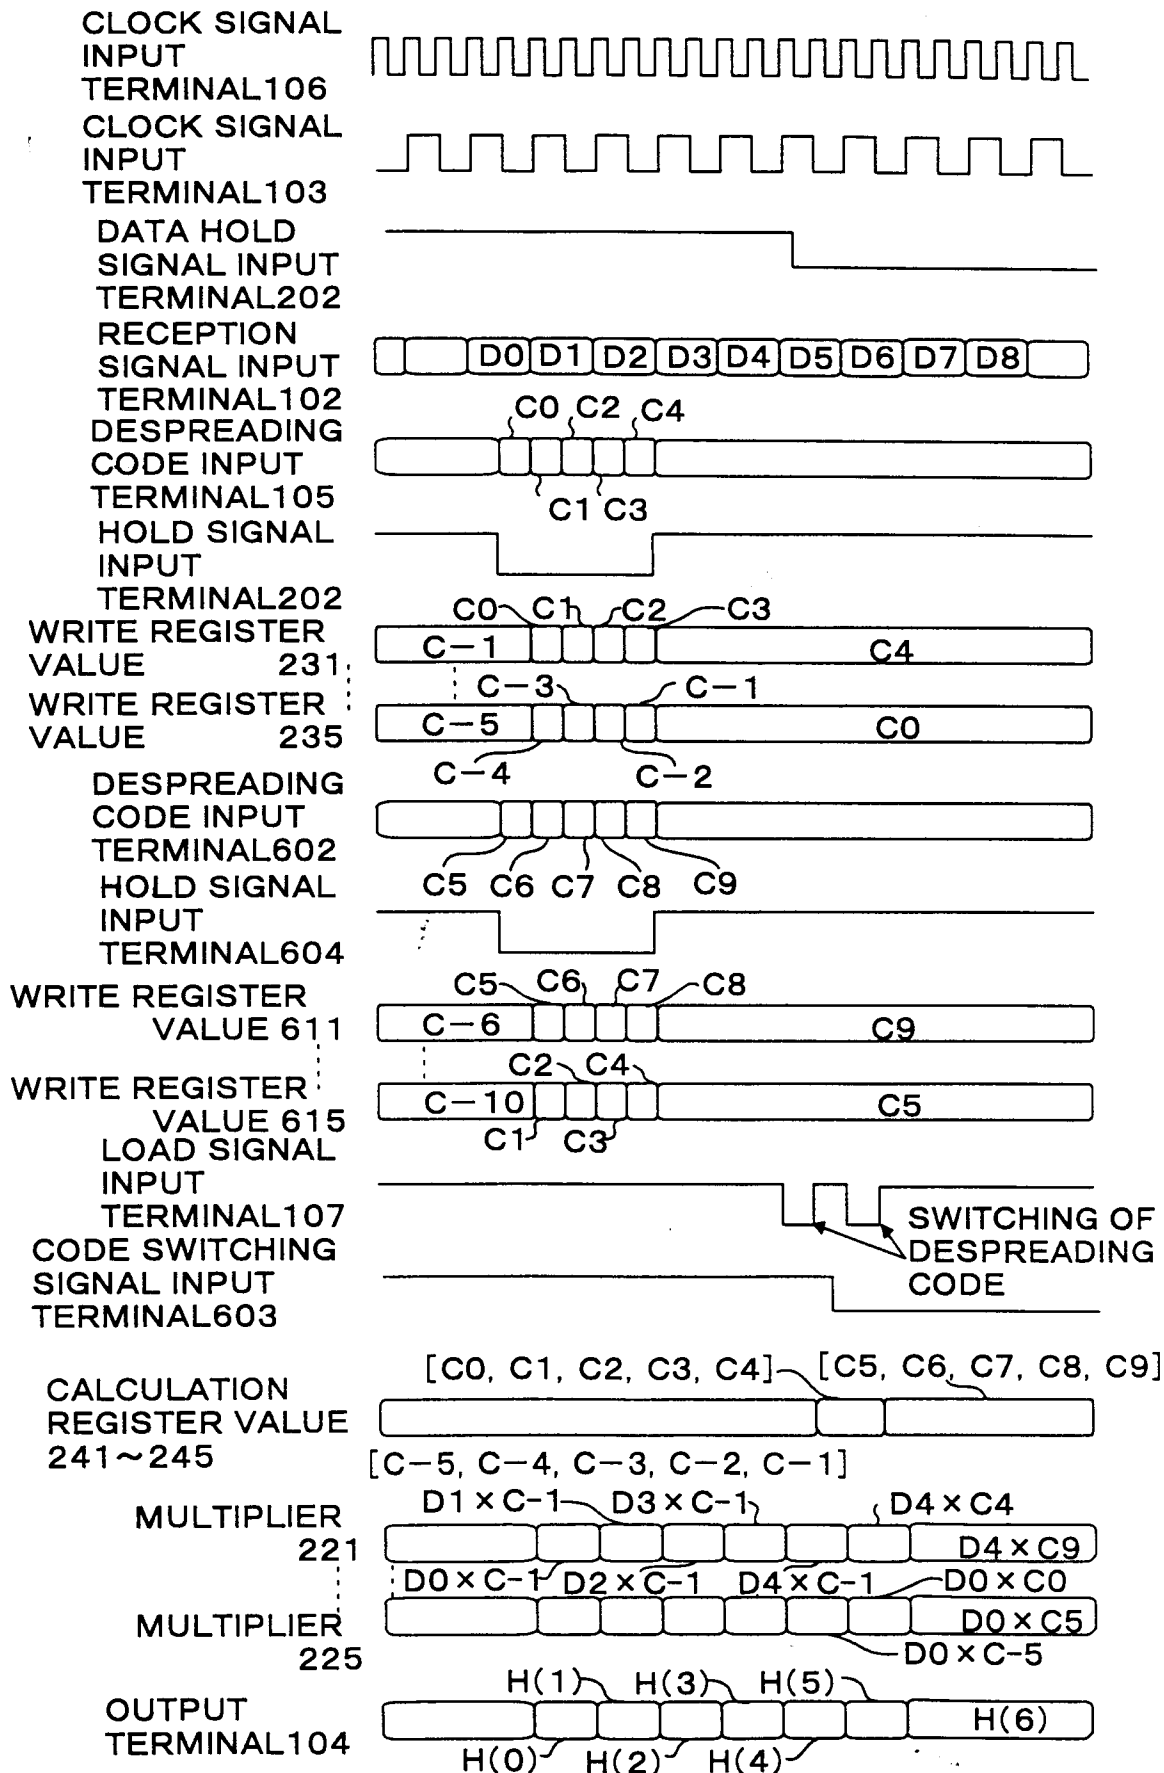 CLOCK SIGNAL
INPUT
TERMINAL106
CLOCK SIGNAL
INPUT
TERMINAL103
DATA HOLD
SIGNAL INPUT
TERMINAL202
RECEPTION
SIGNAL INPUT
TERMINAL102
D0 D1 D2 D3 D4 D5 D6 D7 D8
DESPREADING
CODE INPUT
TERMINAL105
C0 C2 C4
C1 C3
HOLD SIGNAL
INPUT
TERMINAL202
WRITE REGISTER
VALUE 231
C0 C1 C2 C3
C−1 C4
WRITE REGISTER
VALUE 235
C−3 C−1
C−5 C0
C−4 C−2
DESPREADING
CODE INPUT
TERMINAL602
C5 C6 C7 C8 C9
HOLD SIGNAL
INPUT
TERMINAL604
WRITE REGISTER
VALUE 611
C5 C6 C7 C8
C−6 C9
WRITE REGISTER
VALUE 615
C2 C4
C−10 C5
C1 C3
LOAD SIGNAL
INPUT
TERMINAL107
SWITCHING OF
DESPREADING
CODE
CODE SWITCHING
SIGNAL INPUT
TERMINAL603
[C0, C1, C2, C3, C4] [C5, C6, C7, C8, C9]
CALCULATION
REGISTER VALUE
241~245
[C−5, C−4, C−3, C−2, C−1]
MULTIPLIER
221
D1×C-1 D3×C-1 D4×C4
D4×C9
D0×C-1 D2×C-1 D4×C-1 D0×C0
MULTIPLIER
225
D0×C5
D0×C-5
OUTPUT
TERMINAL104
H(1) H(3) H(5)
H(6)
H(0) H(2) H(4)